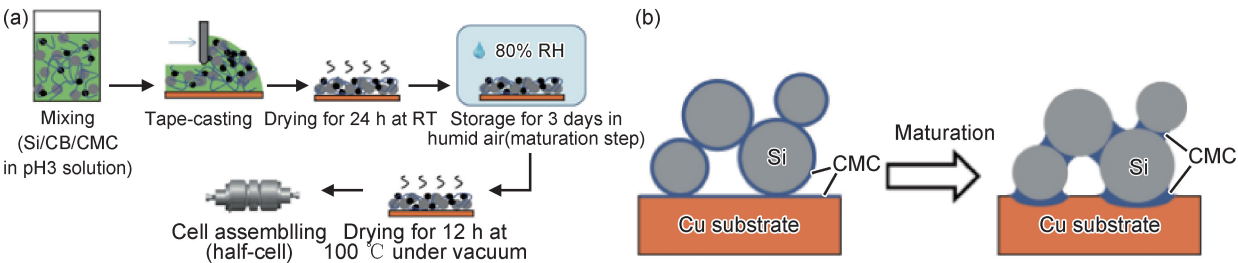 (a)
80% RH
Mixing
(Si/CB/CMC
in pH3 solution)
Tape-casting
Drying for 24 h at RT
Storage for 3 days in
humid air(maturation step)
Cell assemblling
(half-cell)
Drying for 12 h at
100 ℃ under vacuum
(b)
Si
CMC
Cu substrate
Maturation
Si
CMC
Cu substrate